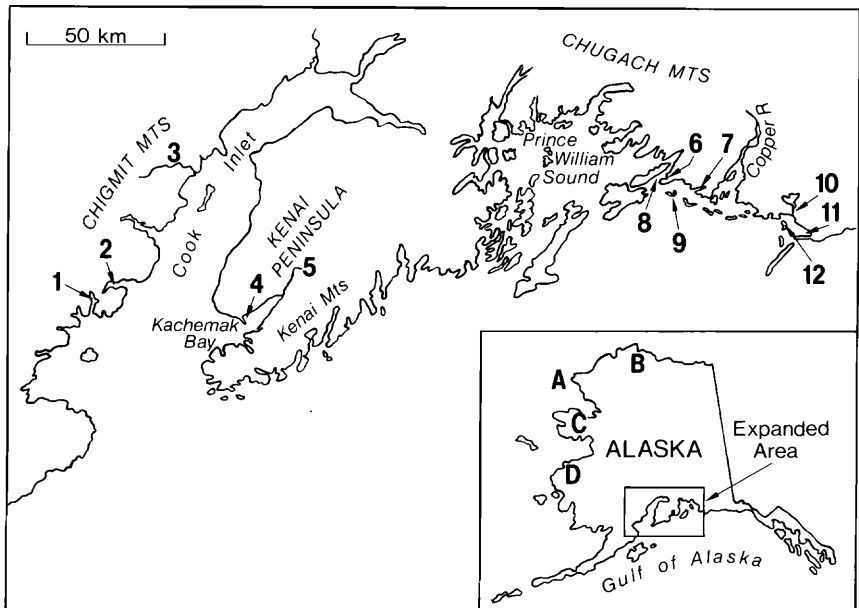 50 km
CHUGACH MTS
CHIGMIT MTS
3
Inlet
Prince
William
Sound
6
7
Copper R
10
11
8
9
12
Cook
KENAI
PENINSULA
1
2
4
5
Kachemak
Bay
Kenai Mts
B
A
C
ALASKA
Expanded
Area
D
Gulf of Alaska